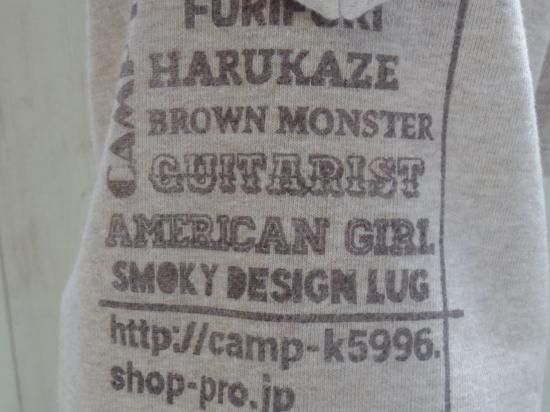 FURIFURI
HARUKAZE
BROWN MONSTER
GUITARIST
AMERICAN GIRL
SMOKY DESIGN LUG
http://camp-k5996.
shop-pro.jp